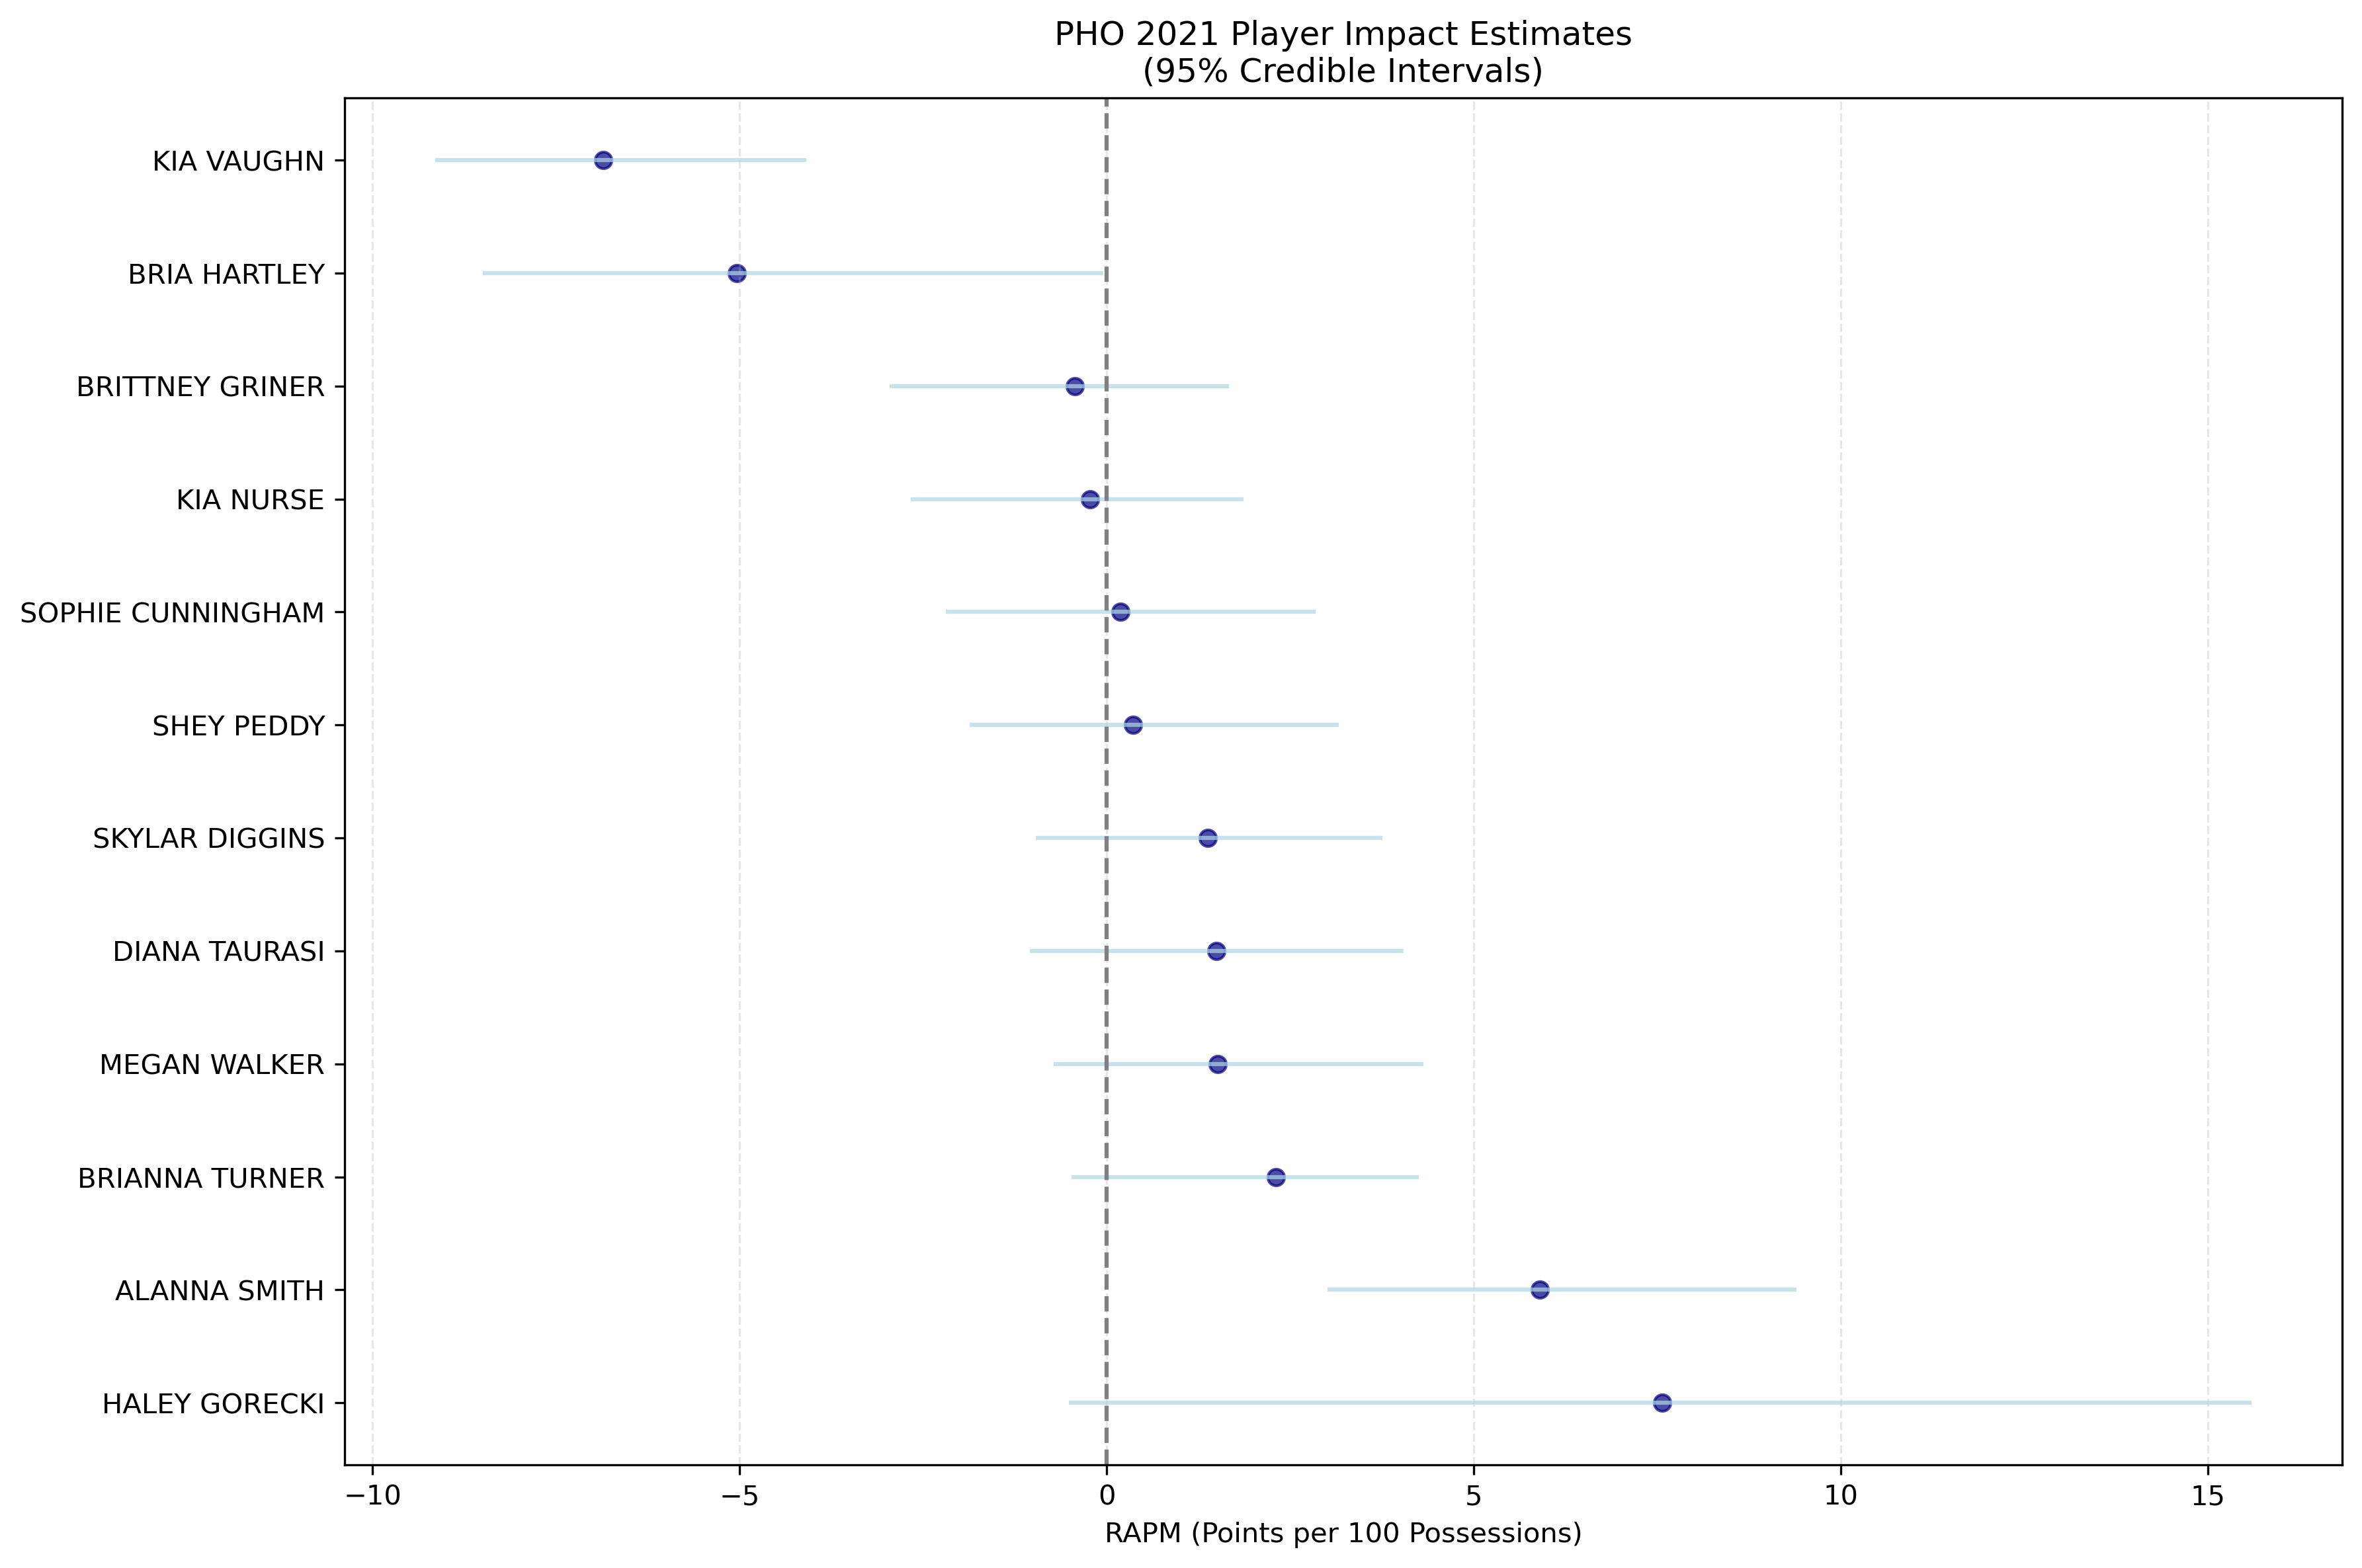 PHO 2021 Player Impact Estimates
(95% Credible Intervals)
KIA VAUGHN
BRIA HARTLEY
BRITTNEY GRINER
KIA NURSE
SOPHIE CUNNINGHAM
SHEY PEDDY
SKYLAR DIGGINS
DIANA TAURASI
MEGAN WALKER
BRIANNA TURNER
ALANNA SMITH
HALEY GORECKI
−10 −5 0 5 10 15
RAPM (Points per 100 Possessions)